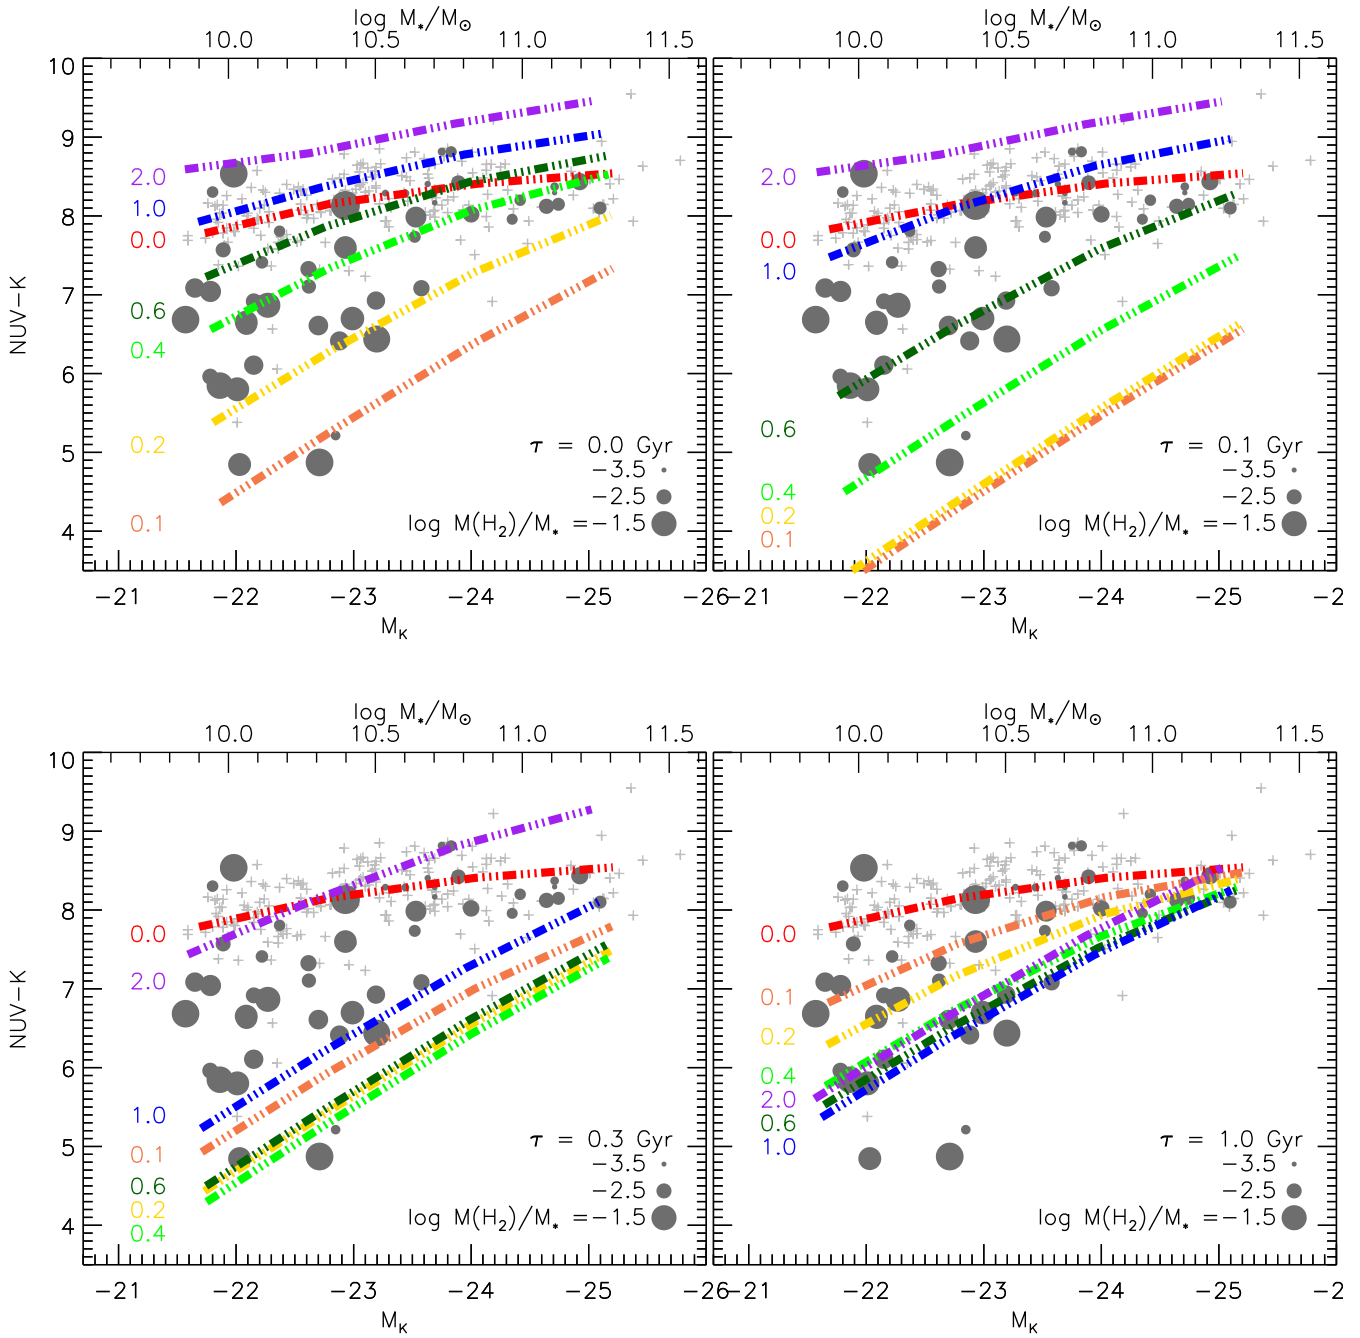 log M*/M☉
10.0 10.5 11.0 11.5
log M*/M☉
10.0 10.5 11.0 11.5
10
9
8
7
6
5
4
NUV−K
2.0
1.0
0.0
0.6
0.4
0.2
0.1
τ = 0.0 Gyr
−3.5
−2.5
log M(H2)/M* =−1.5
2.0
0.0
1.0
0.6
0.4
0.2
0.1
τ = 0.1 Gyr
−3.5
−2.5
log M(H2)/M* =−1.5
−21 −22 −23 −24 −25 −26
MK
−21 −22 −23 −24 −25 −2
MK
log M*/M☉
10.0 10.5 11.0 11.5
log M*/M☉
10.0 10.5 11.0 11.5
10
9
8
7
6
5
4
NUV−K
0.0
2.0
1.0
0.1
0.6
0.2
0.4
τ = 0.3 Gyr
−3.5
−2.5
log M(H2)/M* =−1.5
0.0
0.1
0.2
0.4
2.0
0.6
1.0
τ = 1.0 Gyr
−3.5
−2.5
log M(H2)/M* =−1.5
−21 −22 −23 −24 −25 −26
MK
−21 −22 −23 −24 −25 −2
MK